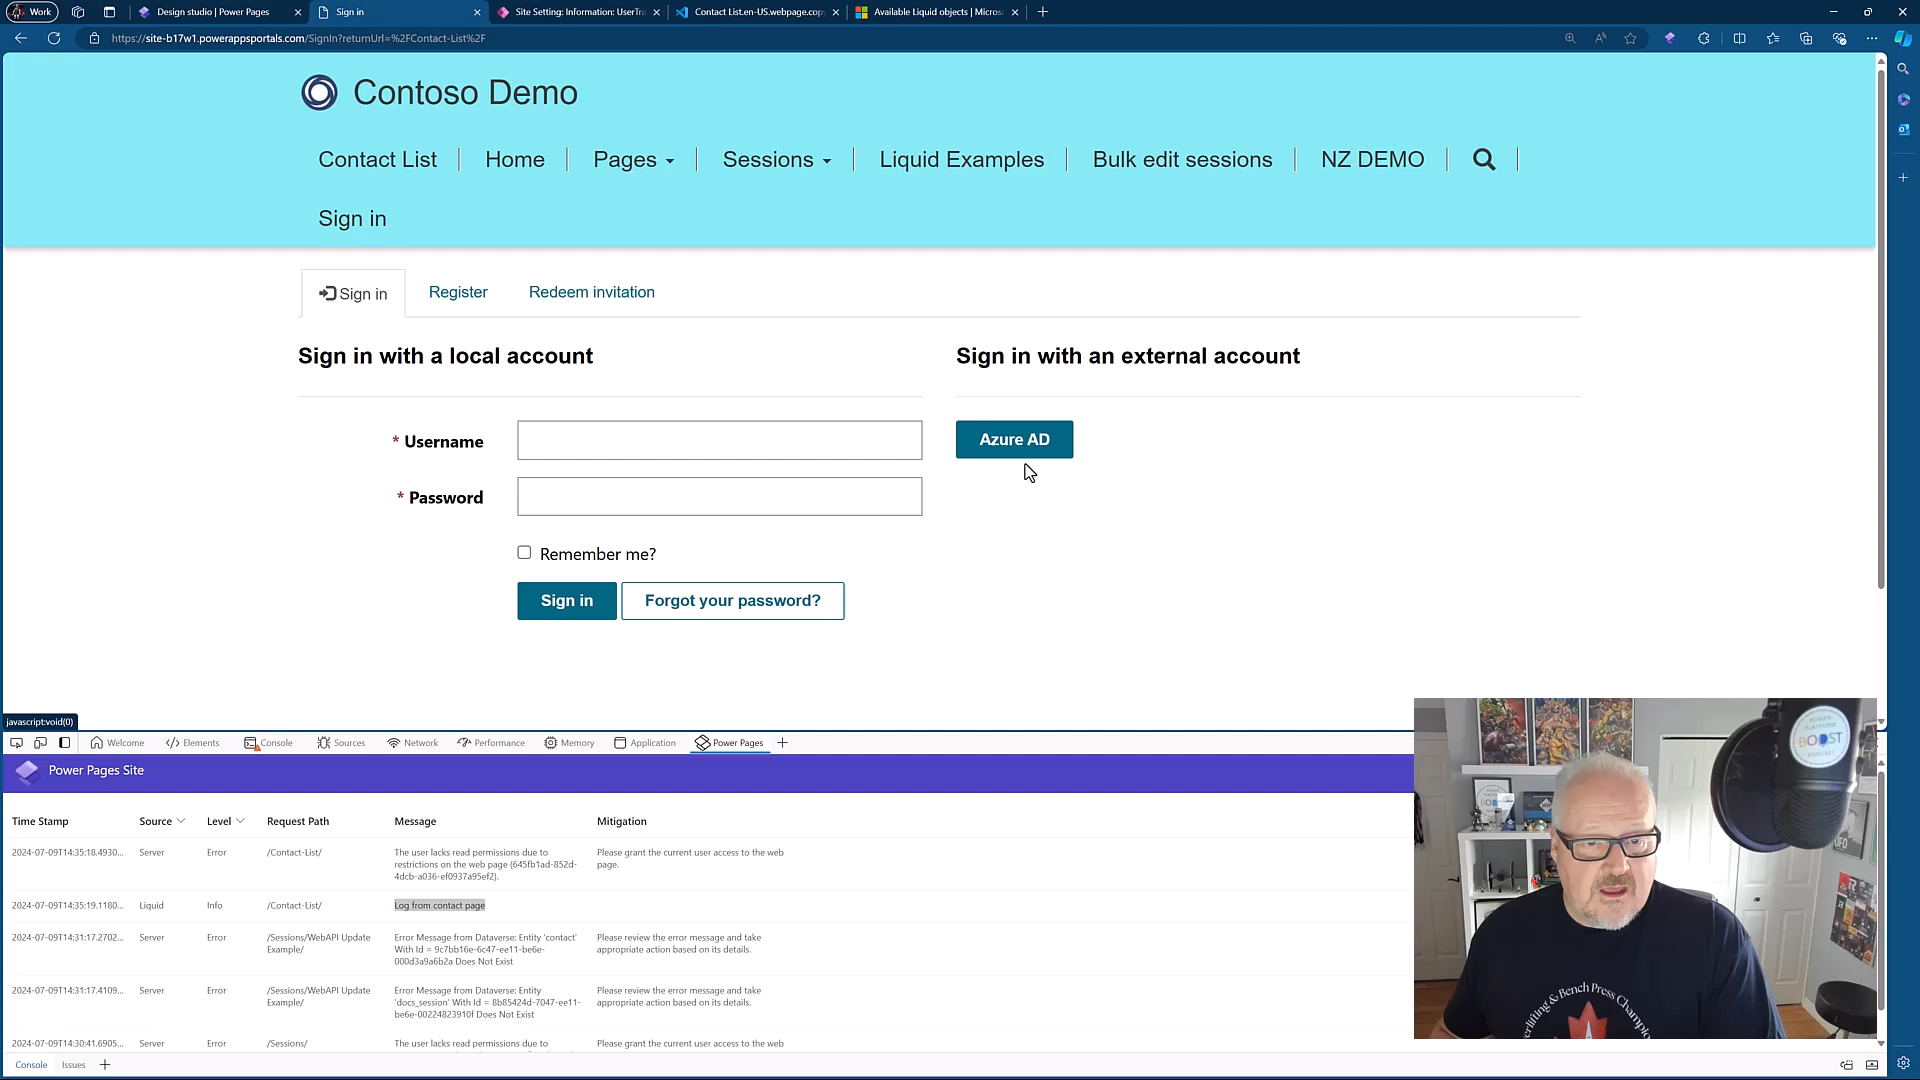 Work
Design studio | Power Pages
Sign in
Site Setting: Information: UserTra
Contact List.en-US.webpage.cop
Available Liquid objects | Micros
https://site-b17w1.powerappsportals.com/SignIn?returnUrl=%2FContact-List%2F
Contoso Demo
Contact List
Home
Pages
Sessions
Liquid Examples
Bulk edit sessions
NZ DEMO
Sign in
Sign in
Register
Redeem invitation
Sign in with a local account
Sign in with an external account
* Username
Azure AD
* Password
Remember me?
Sign in
Forgot your password?
javascript:void(0)
Welcome
Elements
Console
Sources
Network
Performance
Memory
Application
Power Pages
Power Pages Site
Time Stamp
Source
Level
Request Path
Message
Mitigation
2024-07-09T14:35:18.4930...
Server
Error
/Contact-List/
The user lacks read permissions due to
restrictions on the web page (645fb1ad-852d-
4dcb-a036-ef0937a95ef2).
Please grant the current user access to the web
page.
2024-07-09T14:35:19.1180...
Liquid
Info
/Contact-List/
Log from contact page
2024-07-09T14:31:17.2702...
Server
Error
/Sessions/WebAPI Update
Example/
Error Message from Dataverse: Entity 'contact'
With Id = 9c7bb16e-6c47-ee11-be6e-
000d3a9a6b2a Does Not Exist
Please review the error message and take
appropriate action based on its details.
2024-07-09T14:31:17.4109...
Server
Error
/Sessions/WebAPI Update
Example/
Error Message from Dataverse: Entity
'docs_session' With Id = 8b85424d-7047-ee11-
be6e-00224823910f Does Not Exist
Please review the error message and take
appropriate action based on its details.
2024-07-09T14:30:41.6905...
Server
Error
/Sessions/
The user lacks read permissions due to
Please grant the current user access to the web
Console
Issues
POWER PLATFORM
BOOST
PODCAST
& Bench Press